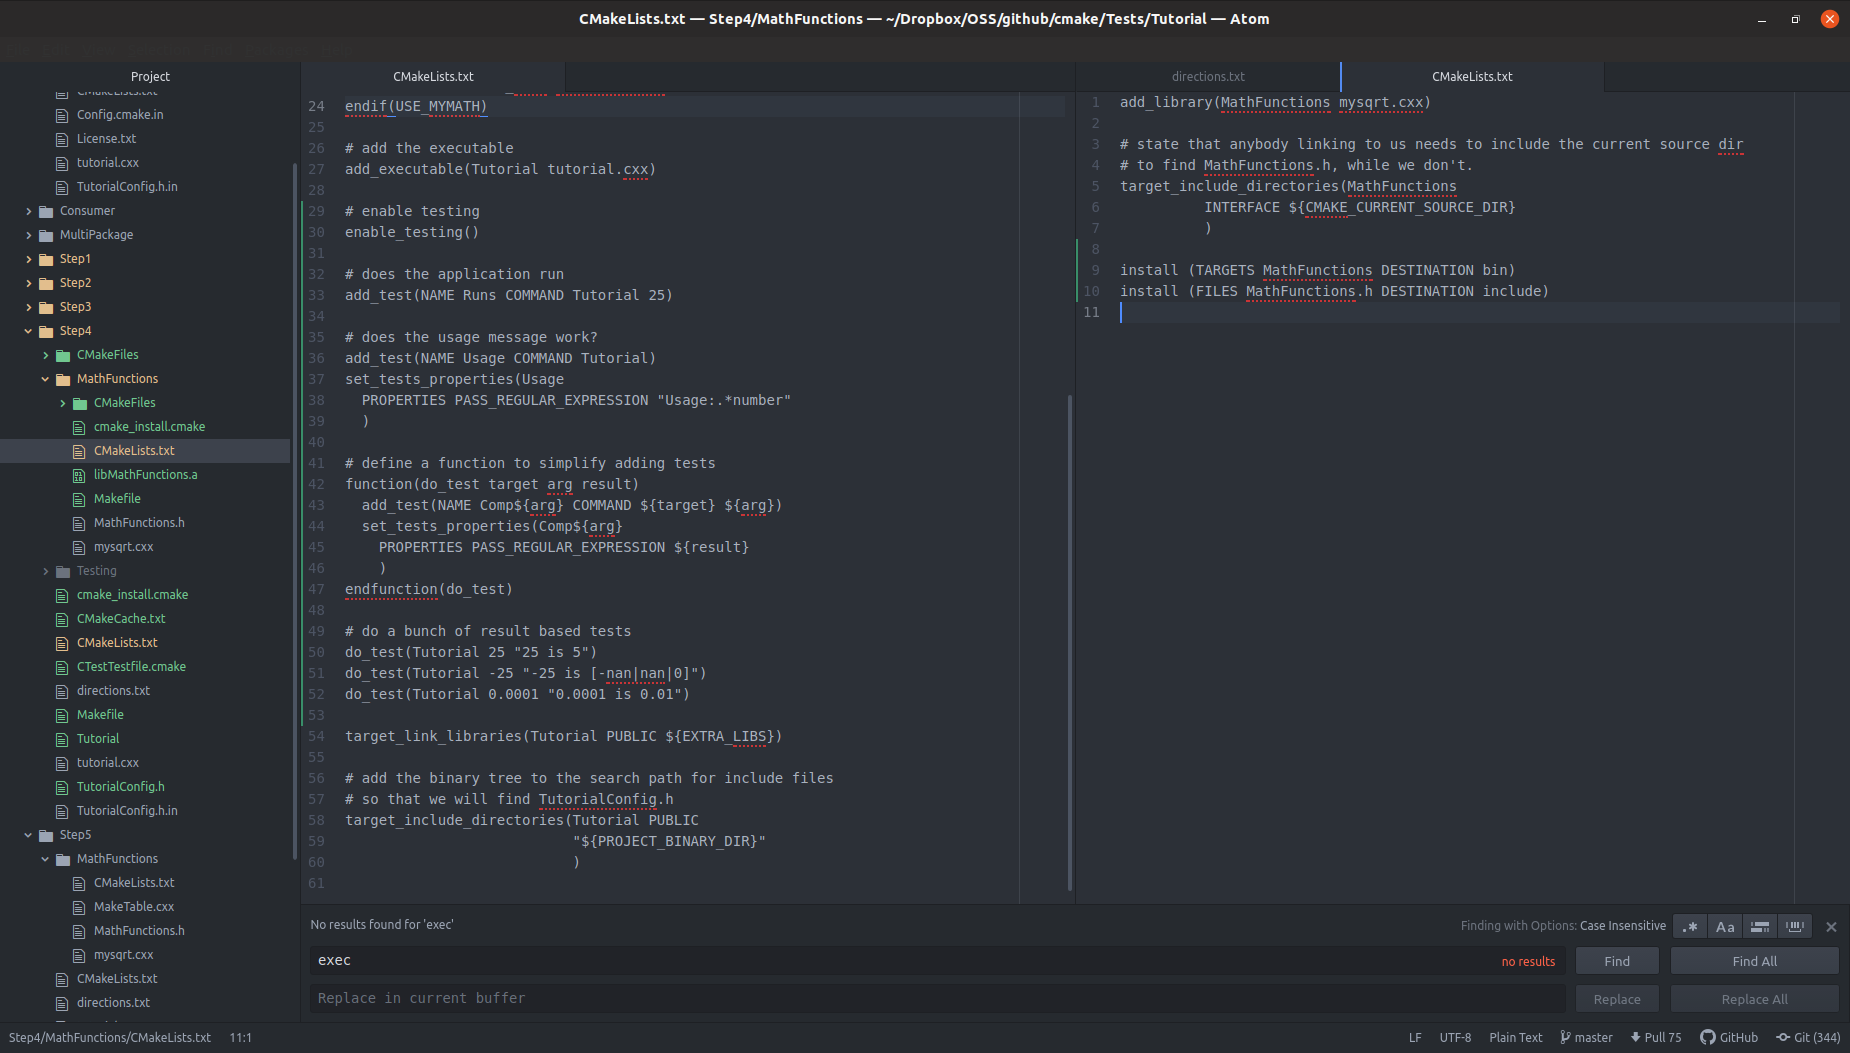 CMakeLists.txt — Step4/MathFunctions — ~/Dropbox/OSS/github/cmake/Tests/Tutorial — Atom
Project
CMakeLists.txt
Config.cmake.in
License.txt
tutorial.cxx
TutorialConfig.h.in
Consumer
MultiPackage
Step1
Step2
Step3
Step4
CMakeFiles
MathFunctions
CMakeFiles
cmake_install.cmake
CMakeLists.txt
libMathFunctions.a
Makefile
MathFunctions.h
mysqrt.cxx
Testing
cmake_install.cmake
CMakeCache.txt
CMakeLists.txt
CTestTestfile.cmake
directions.txt
Makefile
Tutorial
tutorial.cxx
TutorialConfig.h
TutorialConfig.h.in
Step5
MathFunctions
CMakeLists.txt
MakeTable.cxx
MathFunctions.h
mysqrt.cxx
CMakeLists.txt
directions.txt
CMakeLists.txt
24 endif(USE_MYMATH)
25
26 # add the executable
27 add_executable(Tutorial tutorial.cxx)
28
29 # enable testing
30 enable_testing()
31
32 # does the application run
33 add_test(NAME Runs COMMAND Tutorial 25)
34
35 # does the usage message work?
36 add_test(NAME Usage COMMAND Tutorial)
37 set_tests_properties(Usage
38   PROPERTIES PASS_REGULAR_EXPRESSION "Usage:.*number"
39   )
40
41 # define a function to simplify adding tests
42 function(do_test target arg result)
43   add_test(NAME Comp${arg} COMMAND ${target} ${arg})
44   set_tests_properties(Comp${arg}
45     PROPERTIES PASS_REGULAR_EXPRESSION ${result}
46     )
47 endfunction(do_test)
48
49 # do a bunch of result based tests
50 do_test(Tutorial 25 "25 is 5")
51 do_test(Tutorial -25 "-25 is [-nan|nan|0]")
52 do_test(Tutorial 0.0001 "0.0001 is 0.01")
53
54 target_link_libraries(Tutorial PUBLIC ${EXTRA_LIBS})
55
56 # add the binary tree to the search path for include files
57 # so that we will find TutorialConfig.h
58 target_include_directories(Tutorial PUBLIC
59                            "${PROJECT_BINARY_DIR}"
60                            )
61
directions.txt
CMakeLists.txt
1 add_library(MathFunctions mysqrt.cxx)
2
3 # state that anybody linking to us needs to include the current source dir
4 # to find MathFunctions.h, while we don't.
5 target_include_directories(MathFunctions
6           INTERFACE ${CMAKE_CURRENT_SOURCE_DIR}
7           )
8
9 install (TARGETS MathFunctions DESTINATION bin)
10 install (FILES MathFunctions.h DESTINATION include)
11
No results found for 'exec'
Finding with Options: Case Insensitive
.*
Aa
exec
no results
Find
Find All
Replace in current buffer
Replace
Replace All
Step4/MathFunctions/CMakeLists.txt 11:1
LF UTF-8 Plain Text master Pull 75 GitHub Git (344)